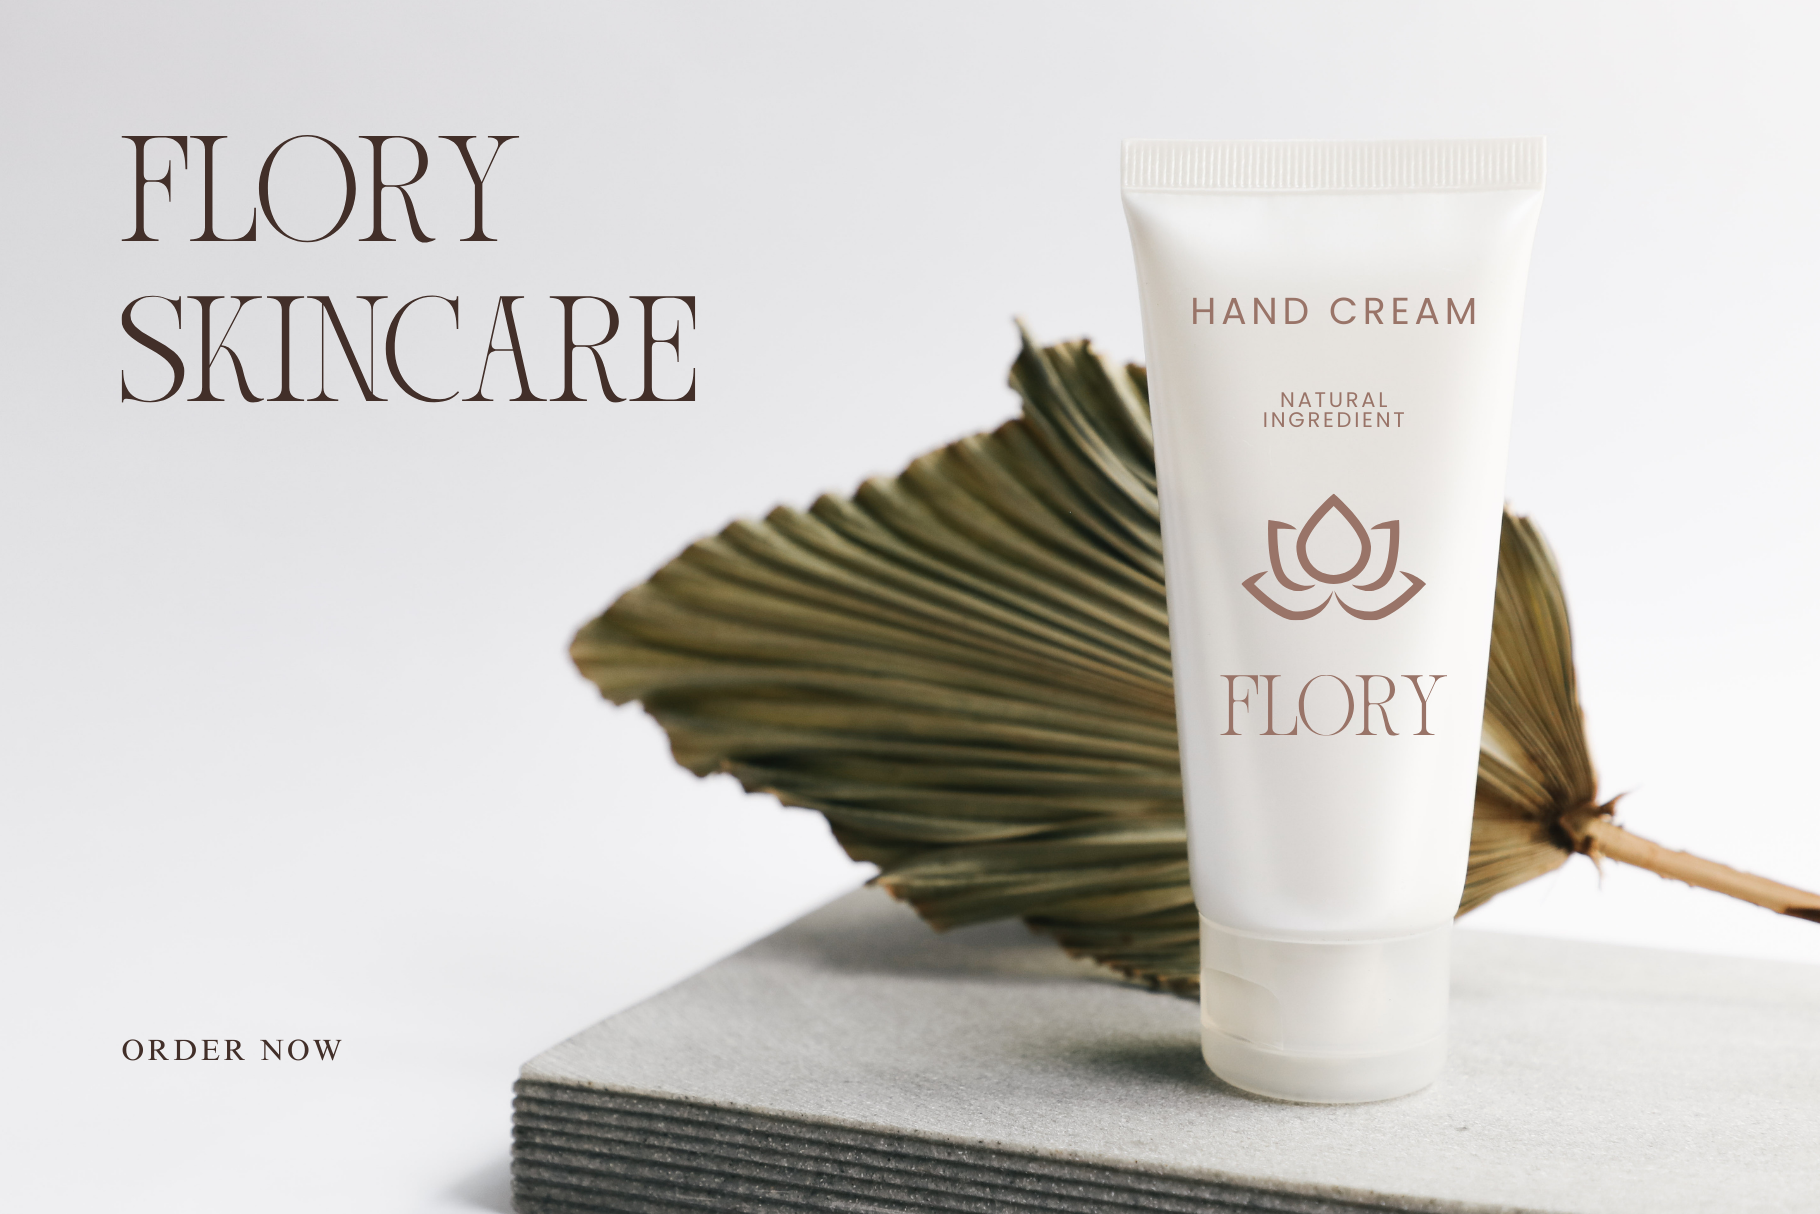 FLORY
SKINCARE
ORDER NOW
HAND CREAM
NATURAL
INGREDIENT
FLORY